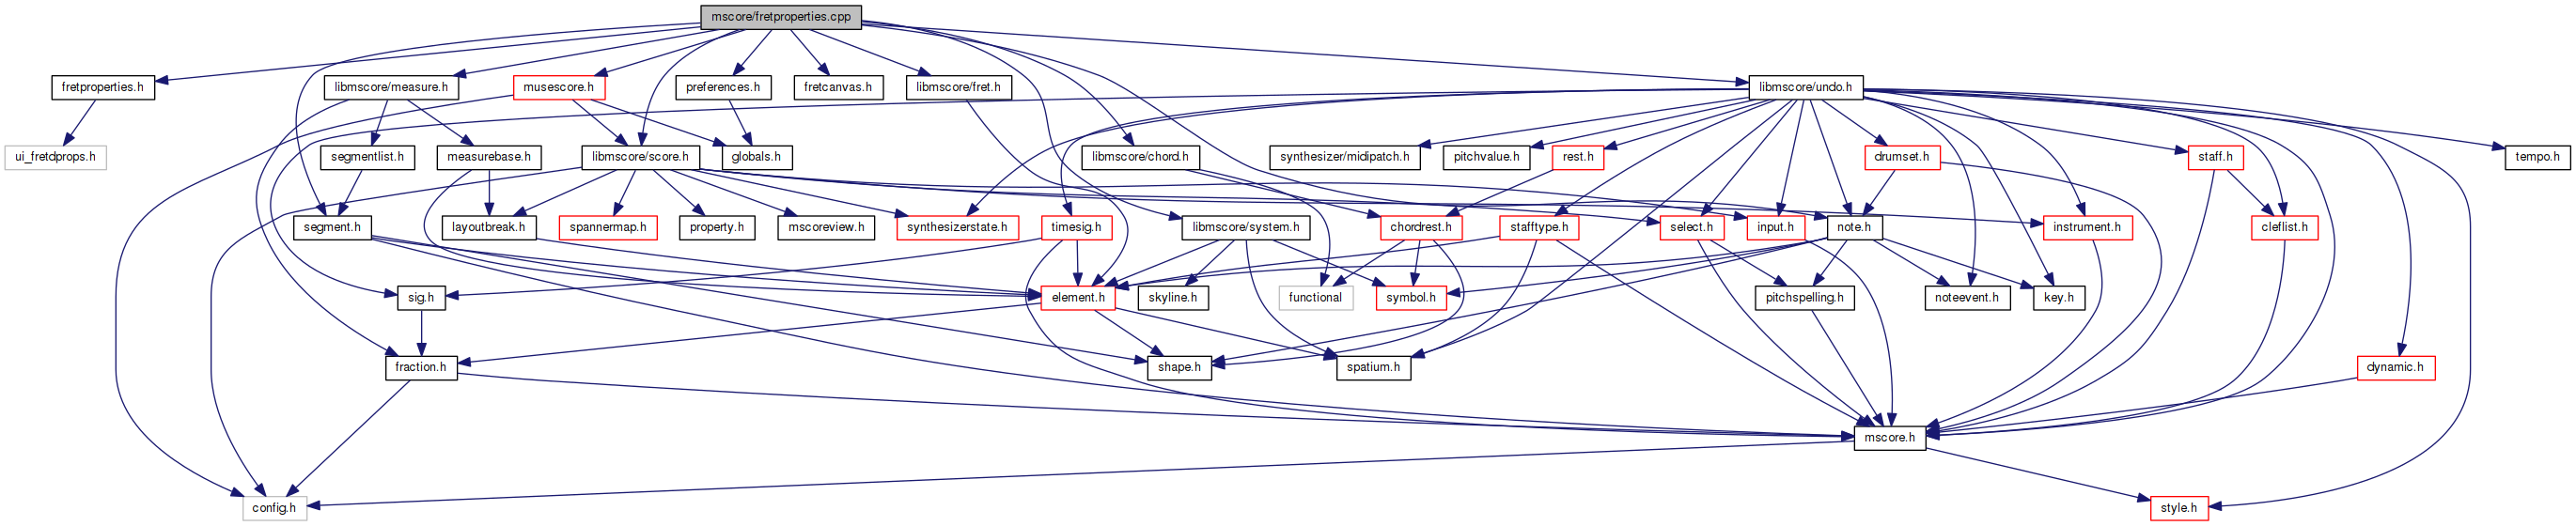 mscore/fretproperties.cpp
fretproperties.h
libmscore/measure.h
musescore.h
preferences.h
fretcanvas.h
libmscore/fret.h
libmscore/undo.h
ui_fretdprops.h
segmentlist.h
measurebase.h
libmscore/score.h
globals.h
libmscore/chord.h
synthesizer/midipatch.h
pitchvalue.h
rest.h
drumset.h
staff.h
tempo.h
segment.h
layoutbreak.h
spannermap.h
property.h
mscoreview.h
synthesizerstate.h
timesig.h
libmscore/system.h
chordrest.h
stafftype.h
select.h
input.h
note.h
instrument.h
cleflist.h
sig.h
element.h
skyline.h
functional
symbol.h
pitchspelling.h
noteevent.h
key.h
fraction.h
shape.h
spatium.h
dynamic.h
mscore.h
config.h
style.h